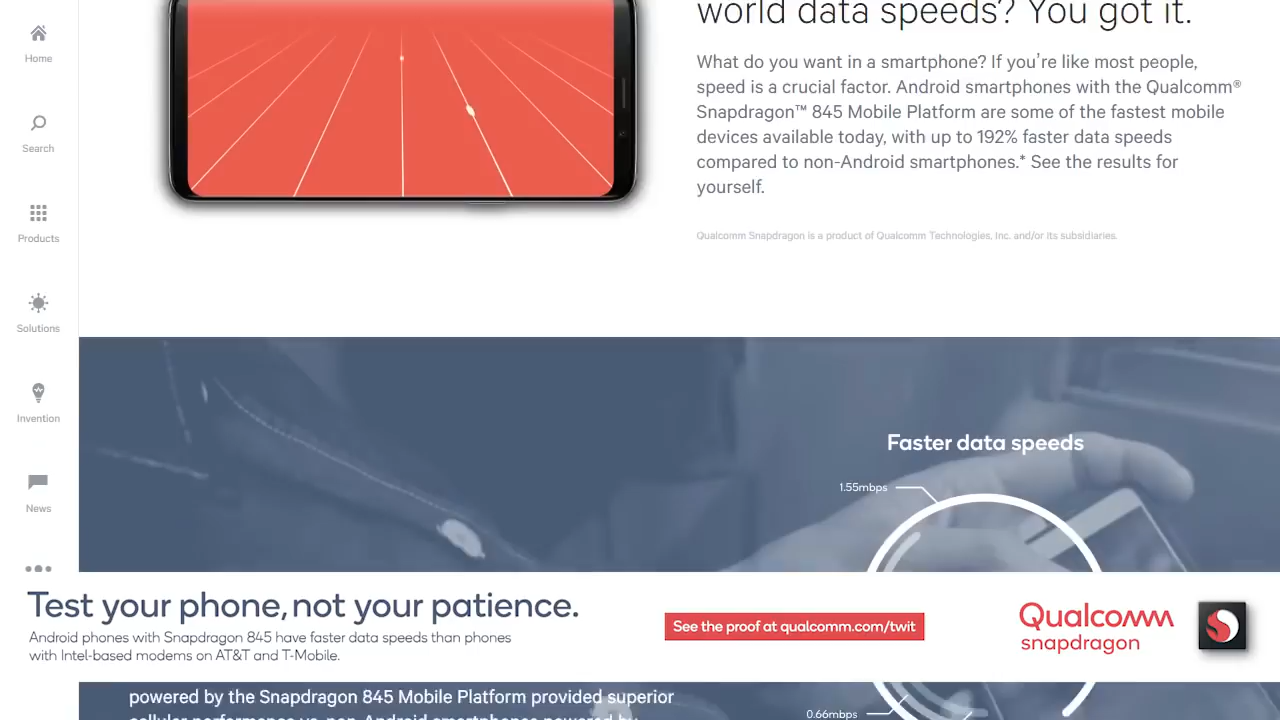 world data speeds? You got it.
Home
What do you want in a smartphone? If you're like most people,
speed is a crucial factor. Android smartphones with the Qualcomm®
Snapdragon™ 845 Mobile Platform are some of the fastest mobile
devices available today, with up to 192% faster data speeds
compared to non-Android smartphones.* See the results for
yourself.
Search
Products
Qualcomm Snapdragon is a product of Qualcomm Technologies, Inc. and/or its subsidiaries.
Solutions
Invention
News
Faster data speeds
1.55mbps
Test your phone, not your patience.
Android phones with Snapdragon 845 have faster data speeds than phones
with Intel-based modems on AT&T and T-Mobile.
See the proof at qualcomm.com/twit
Qualcomm
snapdragon
powered by the Snapdragon 845 Mobile Platform provided superior
0.66mbps